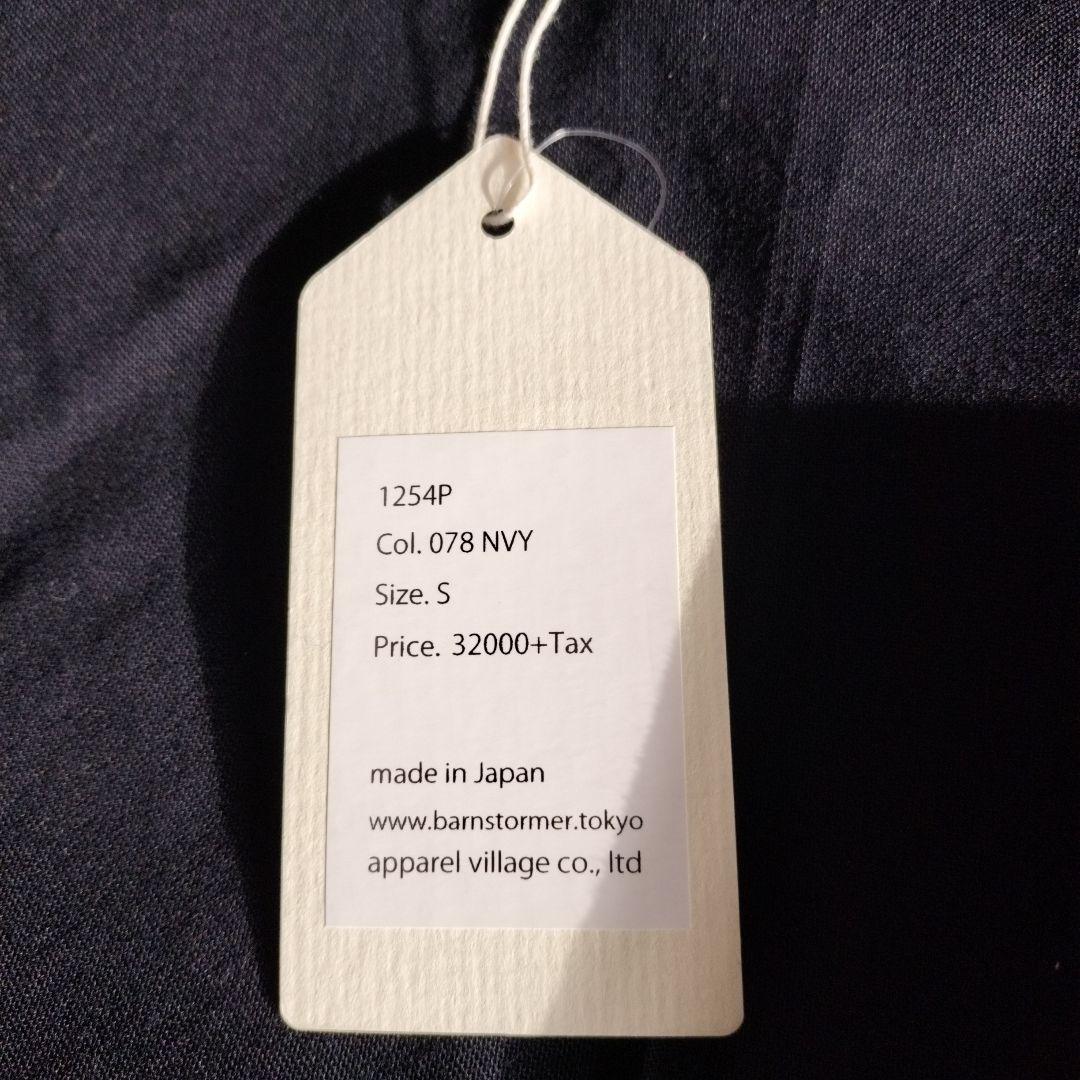 1254P
Col. 078 NVY
Size. S
Price. 32000+Tax
made in Japan
www.barnstormer.tokyo
apparel village co., ltd